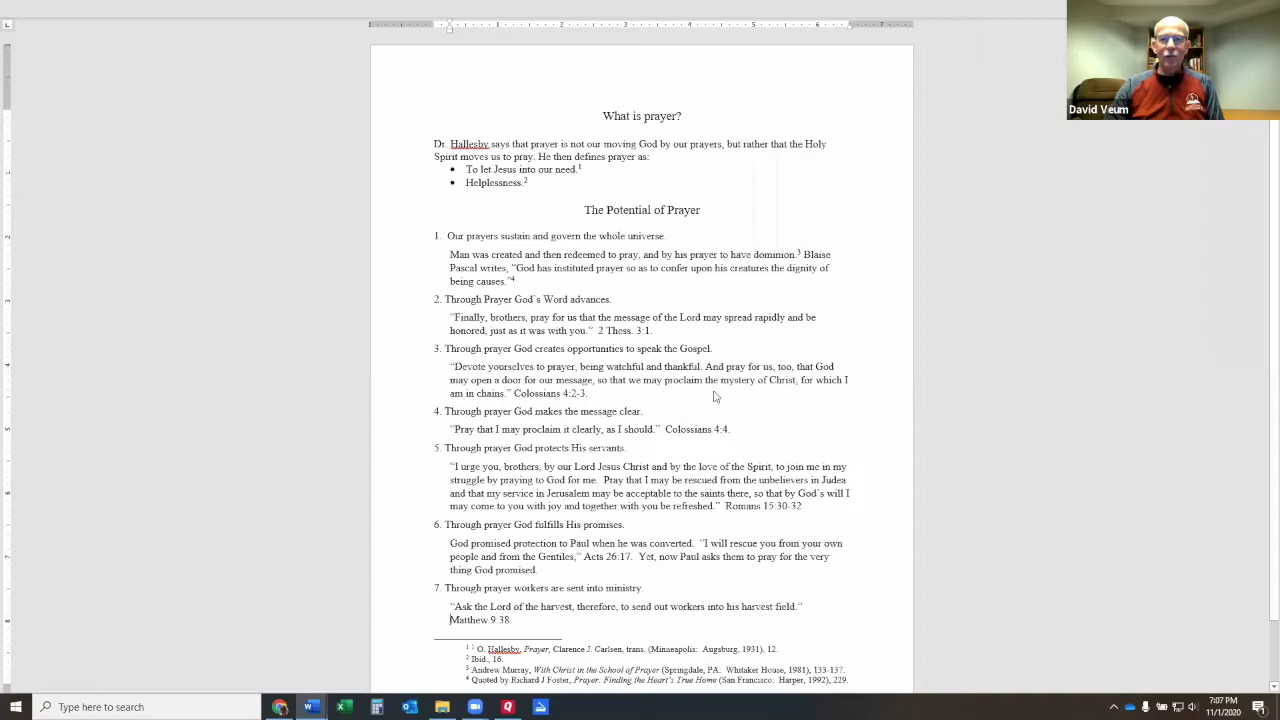 David Veum
What is prayer?
Dr. Hallesby says that prayer is not our moving God by our prayers, but rather that the Holy
Spirit moves us to pray. He then defines prayer as:
• To let Jesus into our need.1
• Helplessness.2
The Potential of Prayer
1. Our prayers sustain and govern the whole universe.
Man was created and then redeemed to pray, and by his prayer to have dominion.3 Blaise
Pascal writes, “God has instituted prayer so as to confer upon his creatures the dignity of
being causes.”4
2. Through Prayer God’s Word advances.
“Finally, brothers, pray for us that the message of the Lord may spread rapidly and be
honored, just as it was with you.” 2 Thess. 3:1.
3. Through prayer God creates opportunities to speak the Gospel.
“Devote yourselves to prayer, being watchful and thankful. And pray for us, too, that God
may open a door for our message, so that we may proclaim the mystery of Christ, for which I
am in chains.” Colossians 4:2-3.
4. Through prayer God makes the message clear.
“Pray that I may proclaim it clearly, as I should.” Colossians 4:4.
5. Through prayer God protects His servants.
“I urge you, brothers, by our Lord Jesus Christ and by the love of the Spirit, to join me in my
struggle by praying to God for me. Pray that I may be rescued from the unbelievers in Judea
and that my service in Jerusalem may be acceptable to the saints there, so that by God’s will I
may come to you with joy and together with you be refreshed.” Romans 15:30-32
6. Through prayer God fulfills His promises.
God promised protection to Paul when he was converted. “I will rescue you from your own
people and from the Gentiles,“ Acts 26:17. Yet, now Paul asks them to pray for the very
thing God promised.
7. Through prayer workers are sent into ministry.
“Ask the Lord of the harvest, therefore, to send out workers into his harvest field.”
Matthew 9:38.
1 1 O. Hallesby, Prayer, Clarence J. Carlsen, trans. (Minneapolis: Augsburg, 1931), 12.
2 Ibid., 16.
3 Andrew Murray, With Christ in the School of Prayer (Springdale, PA: Whitaker House, 1981), 133-137.
4 Quoted by Richard J Foster, Prayer: Finding the Heart’s True Home (San Francisco: Harper, 1992), 229.
Type here to search
7:07 PM
11/1/2020